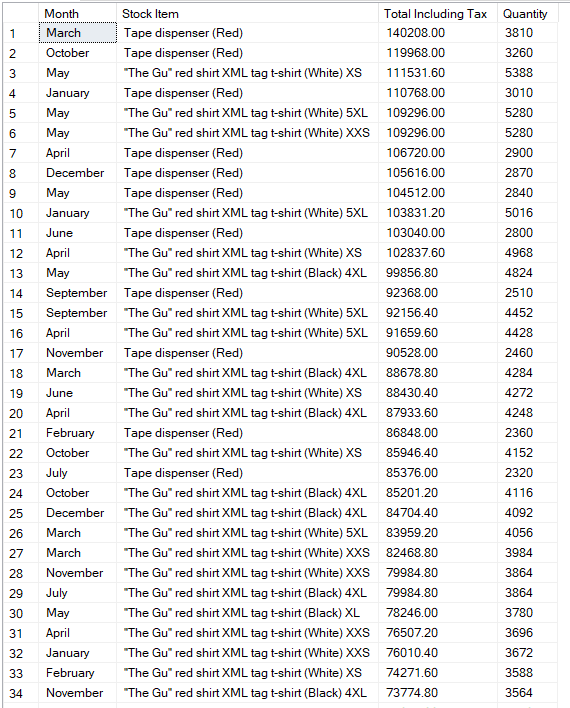 Month Stock Item Total Including Tax Quantity
1 March Tape dispenser (Red) 140208.00 3810
2 October Tape dispenser (Red) 119968.00 3260
3 May "The Gu" red shirt XML tag t-shirt (White) XS 111531.60 5388
4 January Tape dispenser (Red) 110768.00 3010
5 May "The Gu" red shirt XML tag t-shirt (White) 5XL 109296.00 5280
6 May "The Gu" red shirt XML tag t-shirt (White) XXS 109296.00 5280
7 April Tape dispenser (Red) 106720.00 2900
8 December Tape dispenser (Red) 105616.00 2870
9 May Tape dispenser (Red) 104512.00 2840
10 January "The Gu" red shirt XML tag t-shirt (White) 5XL 103831.20 5016
11 June Tape dispenser (Red) 103040.00 2800
12 April "The Gu" red shirt XML tag t-shirt (White) XS 102837.60 4968
13 May "The Gu" red shirt XML tag t-shirt (Black) 4XL 99856.80 4824
14 September Tape dispenser (Red) 92368.00 2510
15 September "The Gu" red shirt XML tag t-shirt (White) 5XL 92156.40 4452
16 April "The Gu" red shirt XML tag t-shirt (White) 5XL 91659.60 4428
17 November Tape dispenser (Red) 90528.00 2460
18 March "The Gu" red shirt XML tag t-shirt (Black) 4XL 88678.80 4284
19 June "The Gu" red shirt XML tag t-shirt (White) XS 88430.40 4272
20 April "The Gu" red shirt XML tag t-shirt (Black) 4XL 87933.60 4248
21 February Tape dispenser (Red) 86848.00 2360
22 October "The Gu" red shirt XML tag t-shirt (White) XS 85946.40 4152
23 July Tape dispenser (Red) 85376.00 2320
24 October "The Gu" red shirt XML tag t-shirt (Black) 4XL 85201.20 4116
25 December "The Gu" red shirt XML tag t-shirt (Black) 4XL 84704.40 4092
26 March "The Gu" red shirt XML tag t-shirt (White) 5XL 83959.20 4056
27 March "The Gu" red shirt XML tag t-shirt (White) XXS 82468.80 3984
28 November "The Gu" red shirt XML tag t-shirt (White) XXS 79984.80 3864
29 July "The Gu" red shirt XML tag t-shirt (Black) 4XL 79984.80 3864
30 May "The Gu" red shirt XML tag t-shirt (Black) XL 78246.00 3780
31 April "The Gu" red shirt XML tag t-shirt (White) XXS 76507.20 3696
32 January "The Gu" red shirt XML tag t-shirt (White) XXS 76010.40 3672
33 February "The Gu" red shirt XML tag t-shirt (White) XS 74271.60 3588
34 November "The Gu" red shirt XML tag t-shirt (Black) 4XL 73774.80 3564